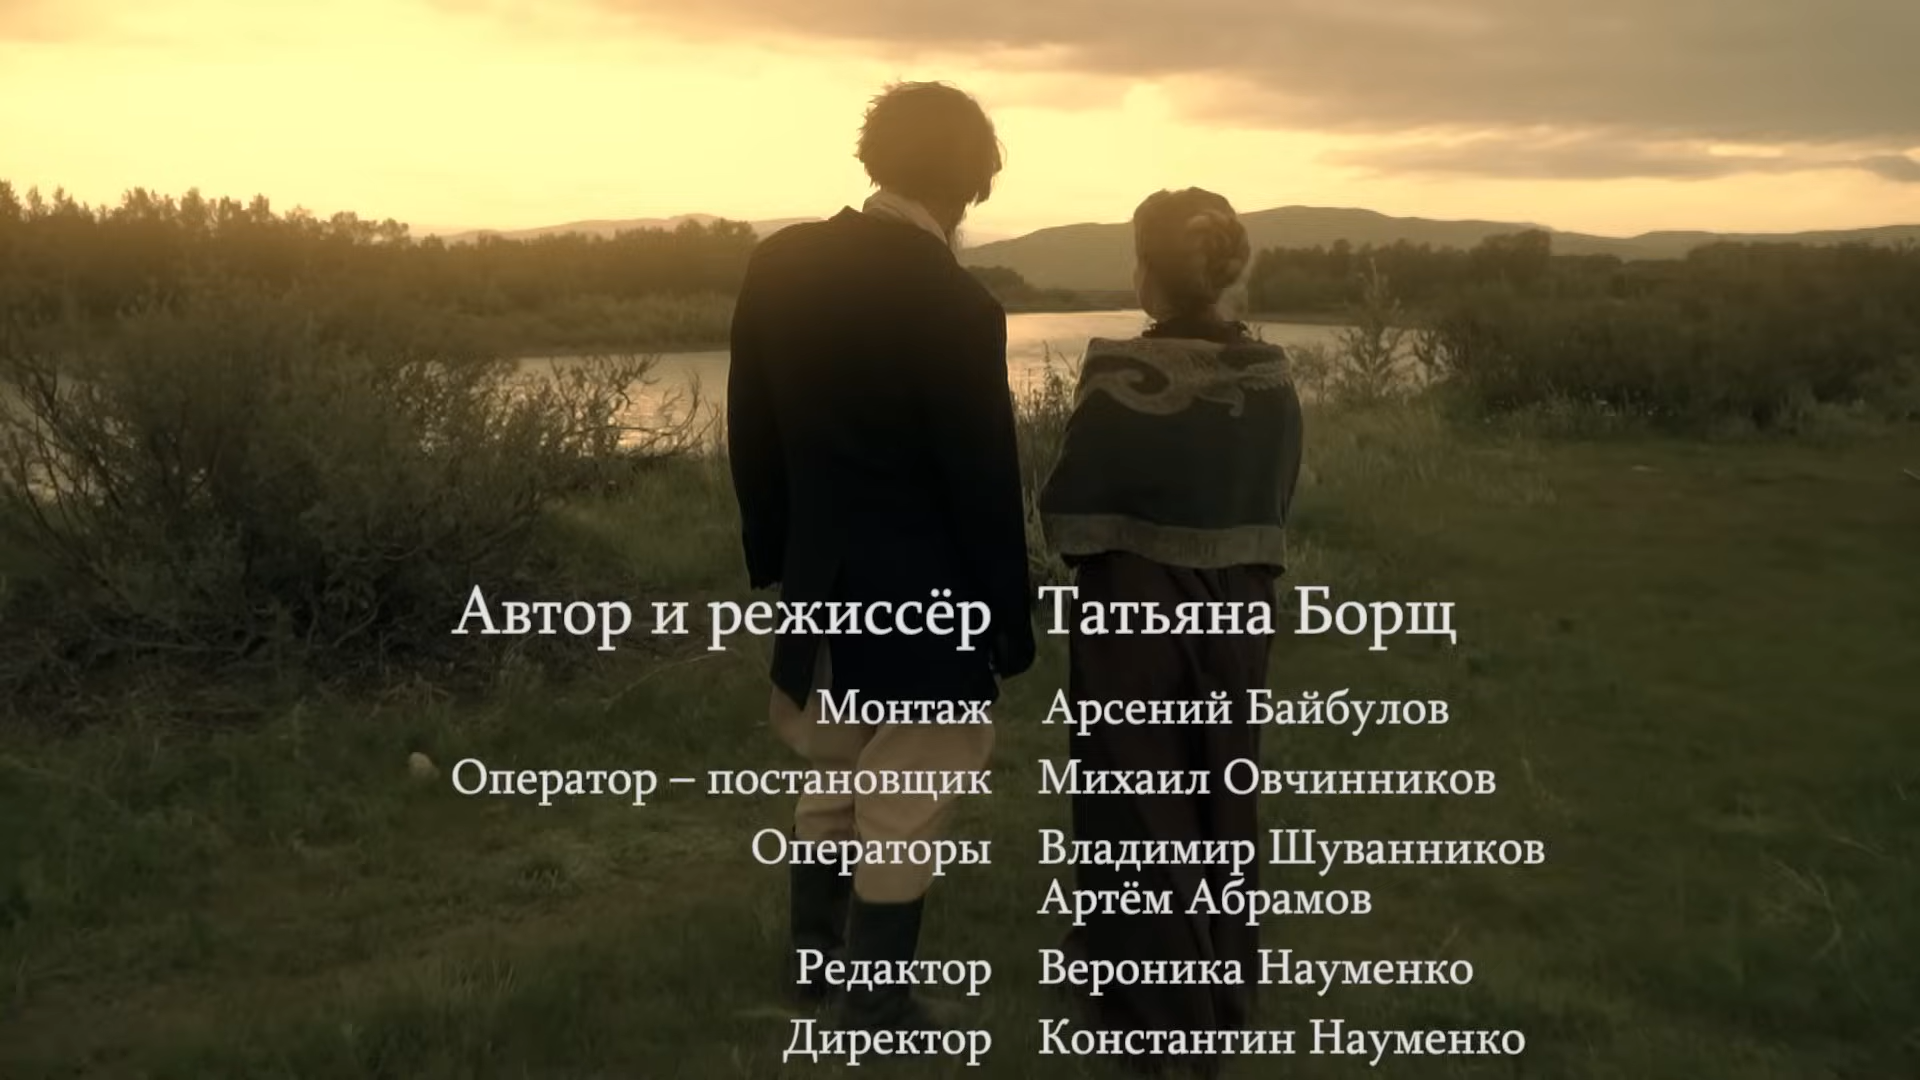 Автор и режиссёр Татьяна Борщ
Монтаж Арсений Байбулов
Оператор – постановщик Михаил Овчинников
Операторы Владимир Шуванников
Артём Абрамов
Редактор Вероника Науменко
Директор Константин Науменко